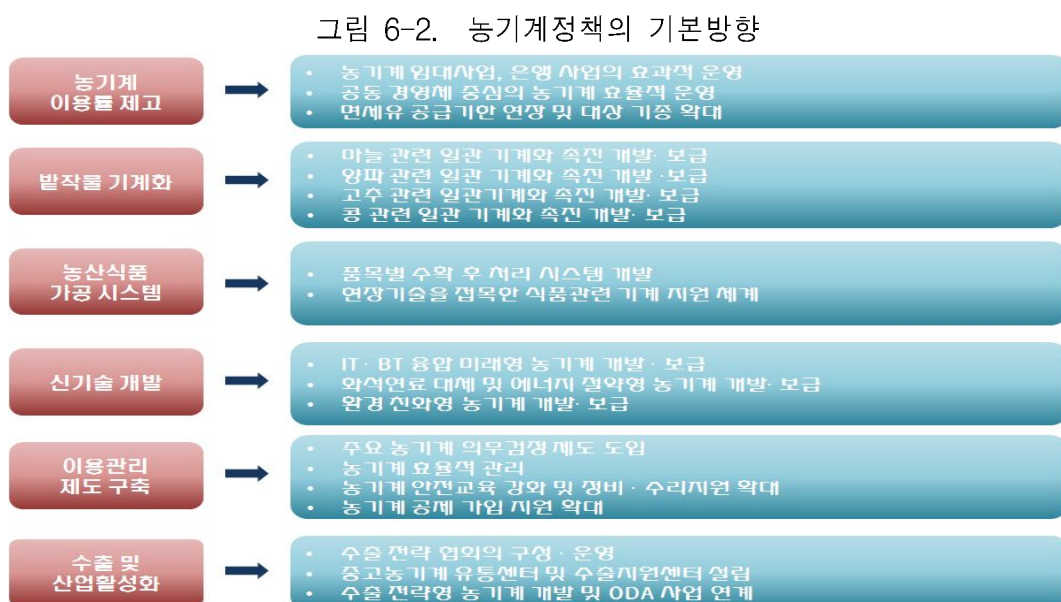 그림 6-2. 농기계정책의 기본방향
농기계
이용률 제고
• 농기계 임대사업, 은행 사업의 효과적 운영
• 공동 경영체 중심의 농기계 효율적 운영
• 면세유 공급기한 연장 및 대상 기종 확대
밭작물 기계화
• 마늘 관련 일관 기계화 촉진 개발· 보급
• 양파 관련 일관 기계화 촉진 개발 ·보급
• 고추 관련 일관기계화 촉진 개발· 보급
• 콩 관련 일관 기계화 촉진 개발· 보급
농산식품
가공 시스템
• 품목별 수확 후 처리 시스템 개발
• 현장기술을 접목한 식품관련 기계 지원 체계
신기술 개발
• IT · BT 융합 미래형 농기계 개발 · 보급
• 화석연료 대체 및 에너지 절약형 농기계 개발· 보급
• 환경 친화형 농기계 개발· 보급
이용관리
제도 구축
• 주요 농기계 의무검정 제도 도입
• 농기계 효율적 관리
• 농기계 안전교육 강화 및 정비 · 수리지원 확대
• 농기계 공제 가입 지원 확대
수출 및
산업활성화
• 수출 전략 협의회 구성 · 운영
• 중고농기계 유통센터 및 수출지원센터 설립
• 수출 전략형 농기계 개발 및 ODA 사업 연계